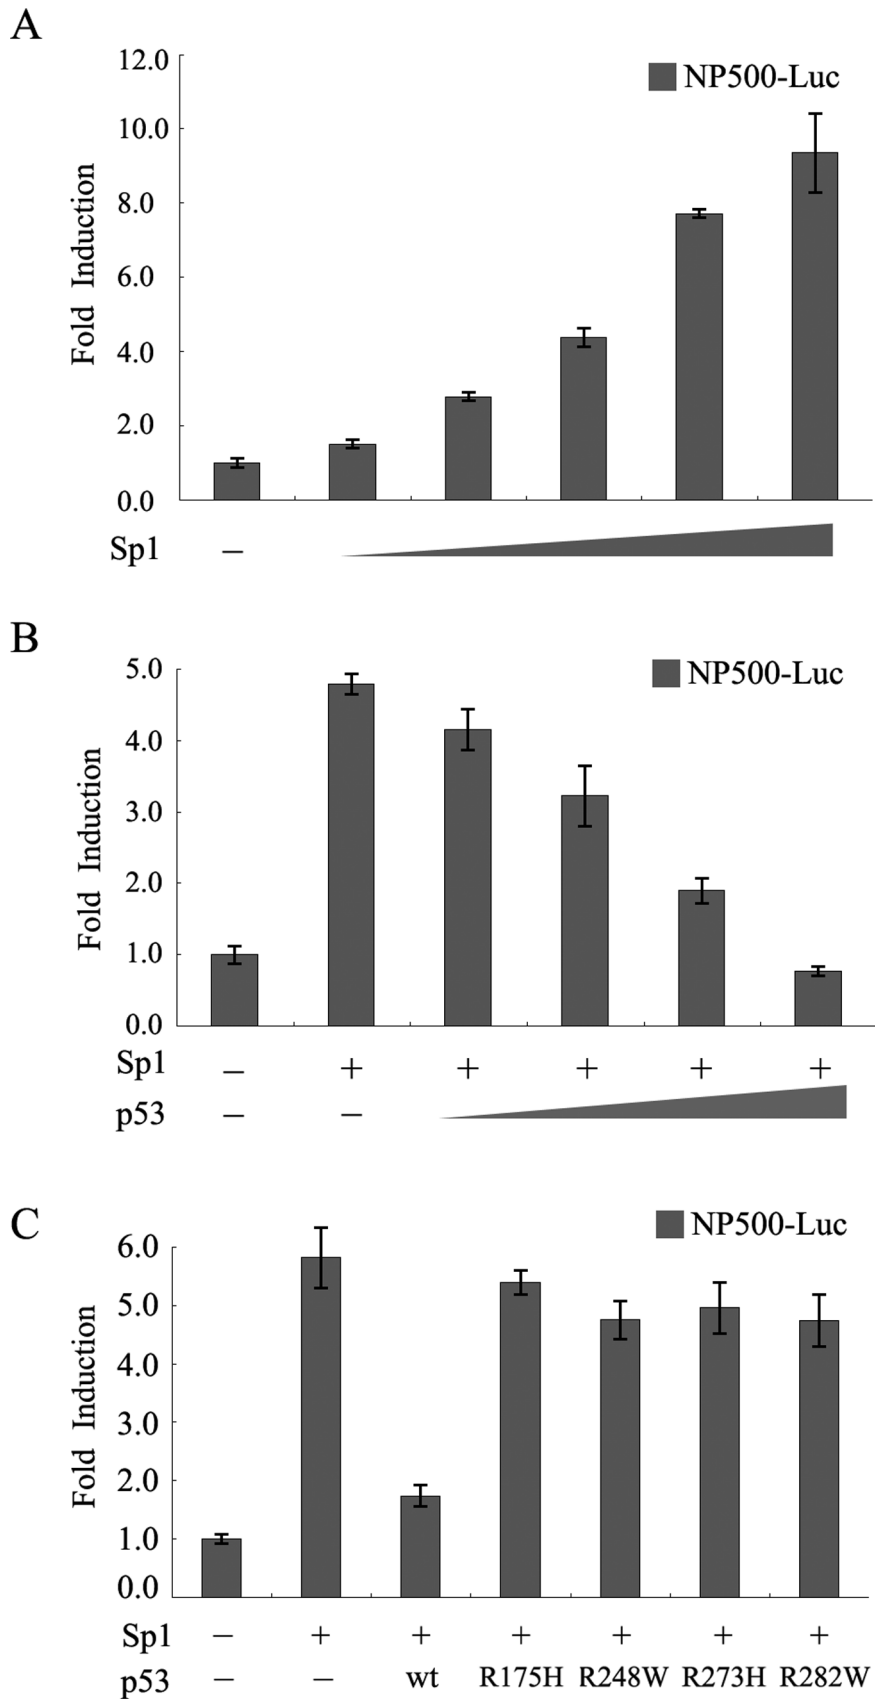 A
12.0
NP500-Luc
10.0
8.0
6.0
4.0
2.0
0.0
Fold Induction
Sp1 –
B
5.0
NP500-Luc
4.0
3.0
2.0
1.0
0.0
Fold Induction
Sp1 – + + + + +
p53 – –
C
NP500-Luc
6.0
5.0
4.0
3.0
2.0
1.0
0.0
Fold Induction
Sp1 – + + + + + +
p53 – – wt R175H R248W R273H R282W